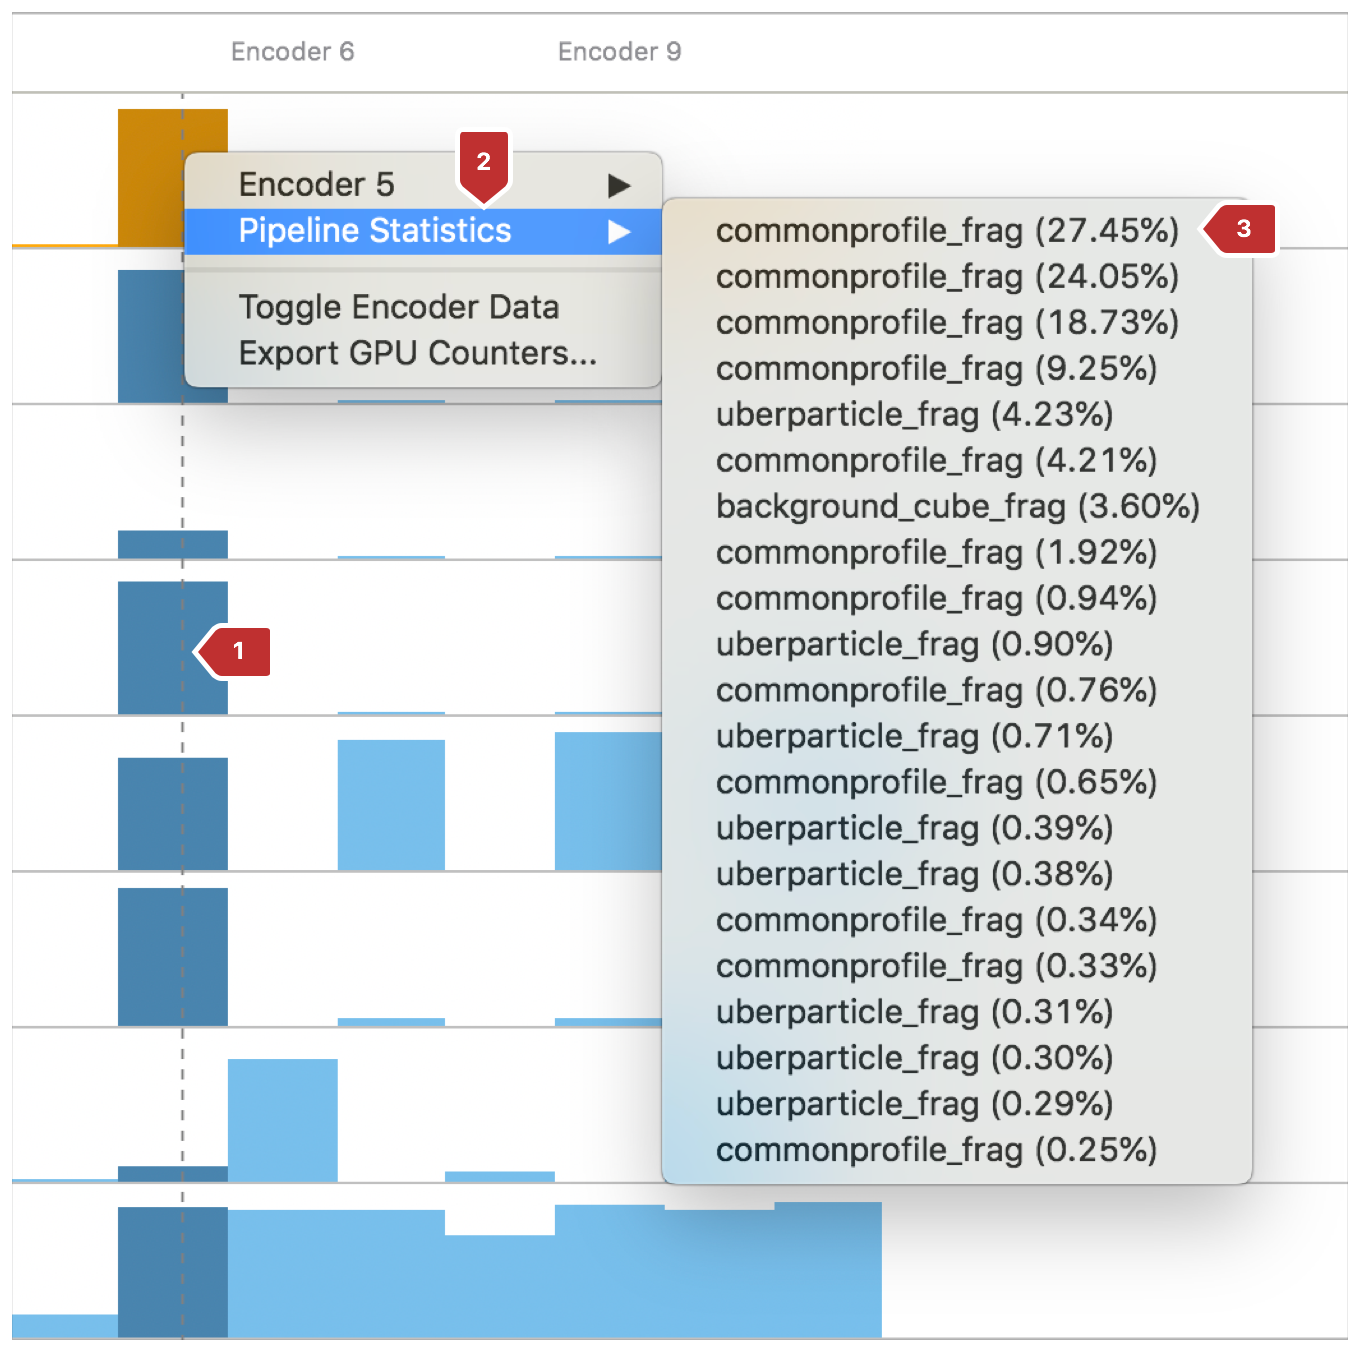 Encoder 6
Encoder 9
2
Encoder 5
Pipeline Statistics
Toggle Encoder Data
Export GPU Counters...
commonprofile_frag (27.45%)
3
commonprofile_frag (24.05%)
commonprofile_frag (18.73%)
commonprofile_frag (9.25%)
uberparticle_frag (4.23%)
commonprofile_frag (4.21%)
background_cube_frag (3.60%)
commonprofile_frag (1.92%)
commonprofile_frag (0.94%)
uberparticle_frag (0.90%)
commonprofile_frag (0.76%)
uberparticle_frag (0.71%)
commonprofile_frag (0.65%)
uberparticle_frag (0.39%)
uberparticle_frag (0.38%)
commonprofile_frag (0.34%)
commonprofile_frag (0.33%)
uberparticle_frag (0.31%)
uberparticle_frag (0.30%)
uberparticle_frag (0.29%)
commonprofile_frag (0.25%)
1